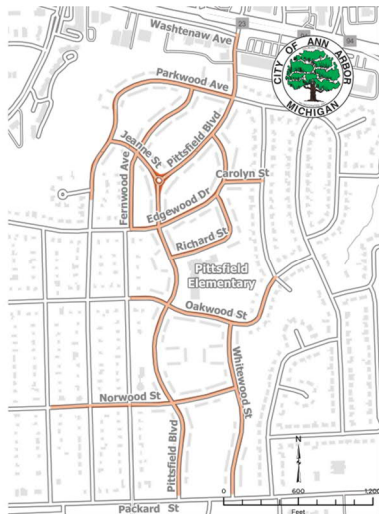 Washtenaw Ave
23
94
CITY OF ANN ARBOR
MICHIGAN
Parkwood Ave
Jeanne St
Pittsfield Blvd
Fernwood Ave
Carolyn St
Edgewood Dr
Richard St
Pittsfield
Elementary
Oakwood St
Whitewood St
Norwood St
Pittsfield Blvd
N
0
600
1,200
Feet
Packard St